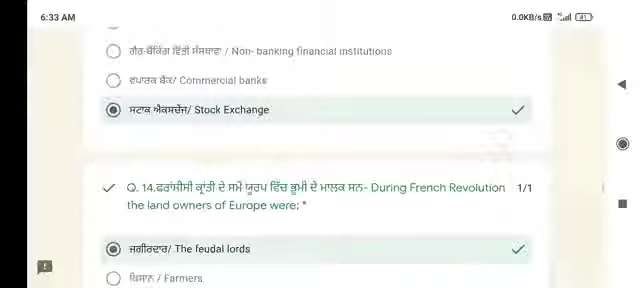 6:33 AM
0.0KB/s 41
ਗੈਰ-ਬੈਂਕਿੰਗ ਵਿੱਤੀ ਸੰਸਥਾਵਾਂ / Non- banking financial institutions
ਵਪਾਰਕ ਬੈਂਕ/ Commercial banks
ਸਟਾਕ ਐਕਸਚੇਂਜ/ Stock Exchange
Q. 14.ਫਰਾਂਸੀਸੀ ਕ੍ਰਾਂਤੀ ਦੇ ਸਮੇਂ ਯੂਰਪ ਵਿੱਚ ਭੂਮੀ ਦੇ ਮਾਲਕ ਸਨ- During French Revolution 1/1
the land owners of Europe were; *
ਜਗੀਰਦਾਰ/ The feudal lords
ਕਿਸਾਨ / Farmers